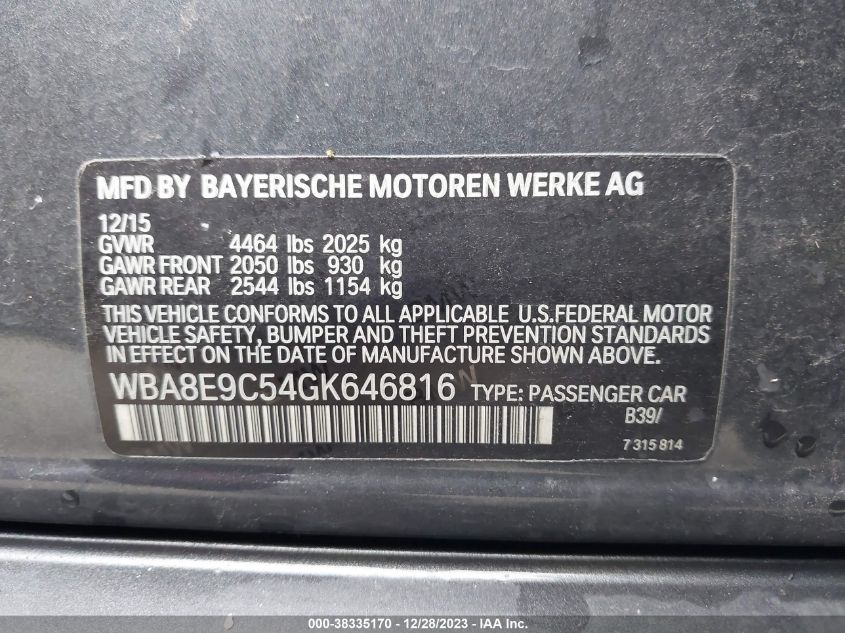 MFD BY BAYERISCHE MOTOREN WERKE AG
12/15
GVWR 4464 lbs 2025 kg
GAWR FRONT 2050 lbs 930 kg
GAWR REAR 2544 lbs 1154 kg
THIS VEHICLE CONFORMS TO ALL APPLICABLE U.S.FEDERAL MOTOR
VEHICLE SAFETY, BUMPER AND THEFT PREVENTION STANDARDS
IN EFFECT ON THE DATE OF MANUFACTURE SHOWN ABOVE.
WBA8E9C54GK646816 TYPE: PASSENGER CAR
B39/
7 315 814
000-38335170 - 12/28/2023 - IAA Inc.